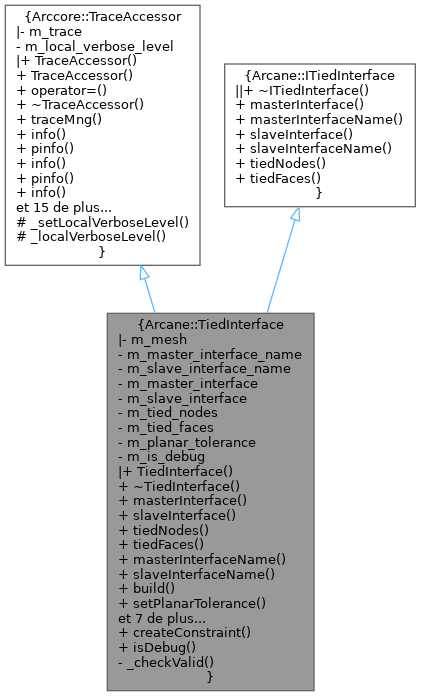 {Arccore::TraceAccessor
|- m_trace
- m_local_verbose_level
|+ TraceAccessor()
+ TraceAccessor()
+ operator=()
+ ~TraceAccessor()
+ traceMng()
+ info()
+ pinfo()
+ info()
+ pinfo()
+ info()
et 15 de plus...
# _setLocalVerboseLevel()
# _localVerboseLevel()
}
{Arcane::ITiedInterface
||+ ~ITiedInterface()
+ masterInterface()
+ masterInterfaceName()
+ slaveInterface()
+ slaveInterfaceName()
+ tiedNodes()
+ tiedFaces()
}
{Arcane::TiedInterface
|- m_mesh
- m_master_interface_name
- m_slave_interface_name
- m_master_interface
- m_slave_interface
- m_tied_nodes
- m_tied_faces
- m_planar_tolerance
- m_is_debug
|+ TiedInterface()
+ ~TiedInterface()
+ masterInterface()
+ slaveInterface()
+ tiedNodes()
+ tiedFaces()
+ masterInterfaceName()
+ slaveInterfaceName()
+ build()
+ setPlanarTolerance()
et 7 de plus...
+ createConstraint()
+ isDebug()
- _checkValid()
}